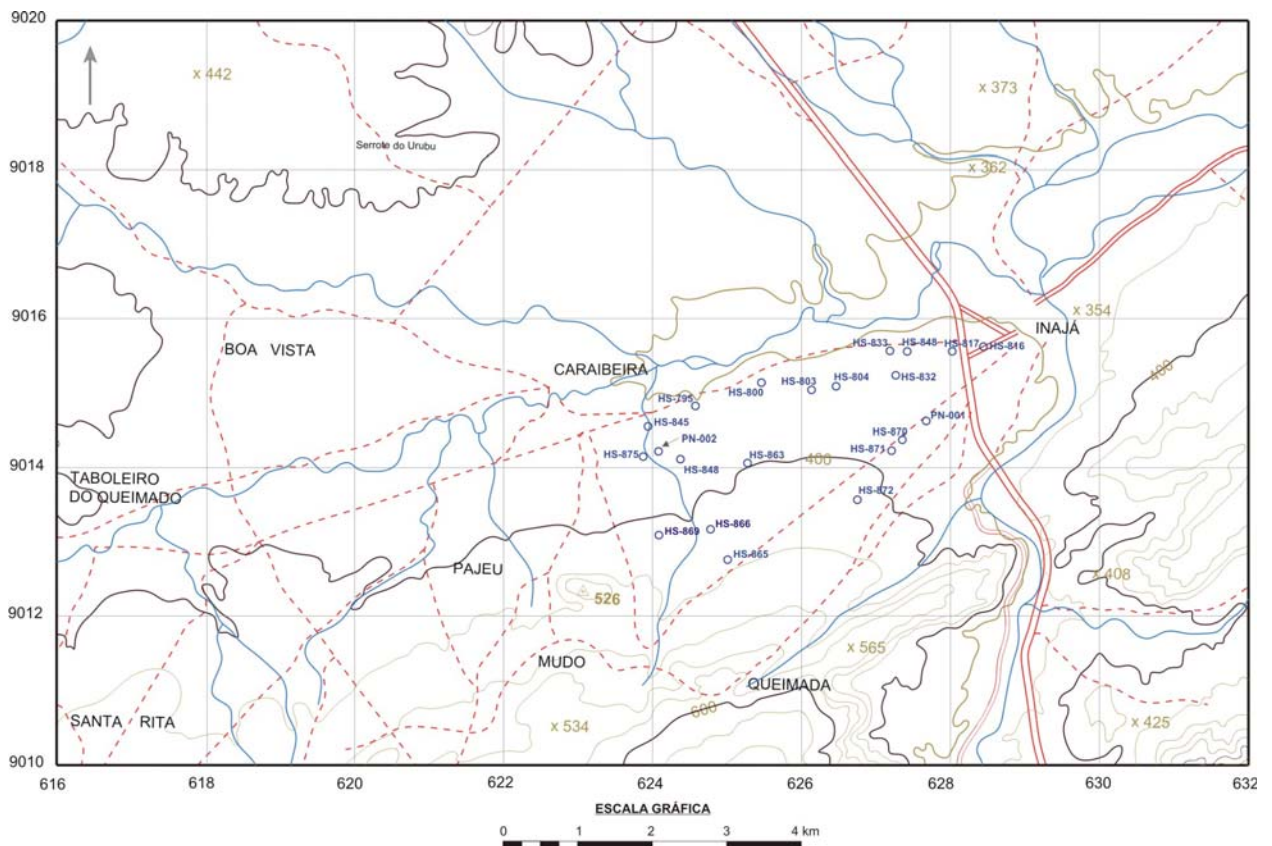 9020
x 442
x 373
Serrote do Urubu
9018
x 362
9016
x 354
INAJÁ
BOA VISTA
HS-833
HS-848
HS-817
HS-816
CARAIBEIRA
HS-832
HS-803
HS-804
HS-800
400
HS-795
HS-845
PN-001
PN-002
HS-870
HS-875
HS-871
HS-848
HS-863
400
9014
TABOLEIRO
DO QUEIMADO
HS-872
HS-869
HS-866
HS-865
PAJEU
x 408
526
9012
MUDO
x 565
QUEIMADA
SANTA RITA
x 534
600
x 425
9010
616
618
620
622
624
626
628
630
632
ESCALA GRÁFICA
0
1
2
3
4 km